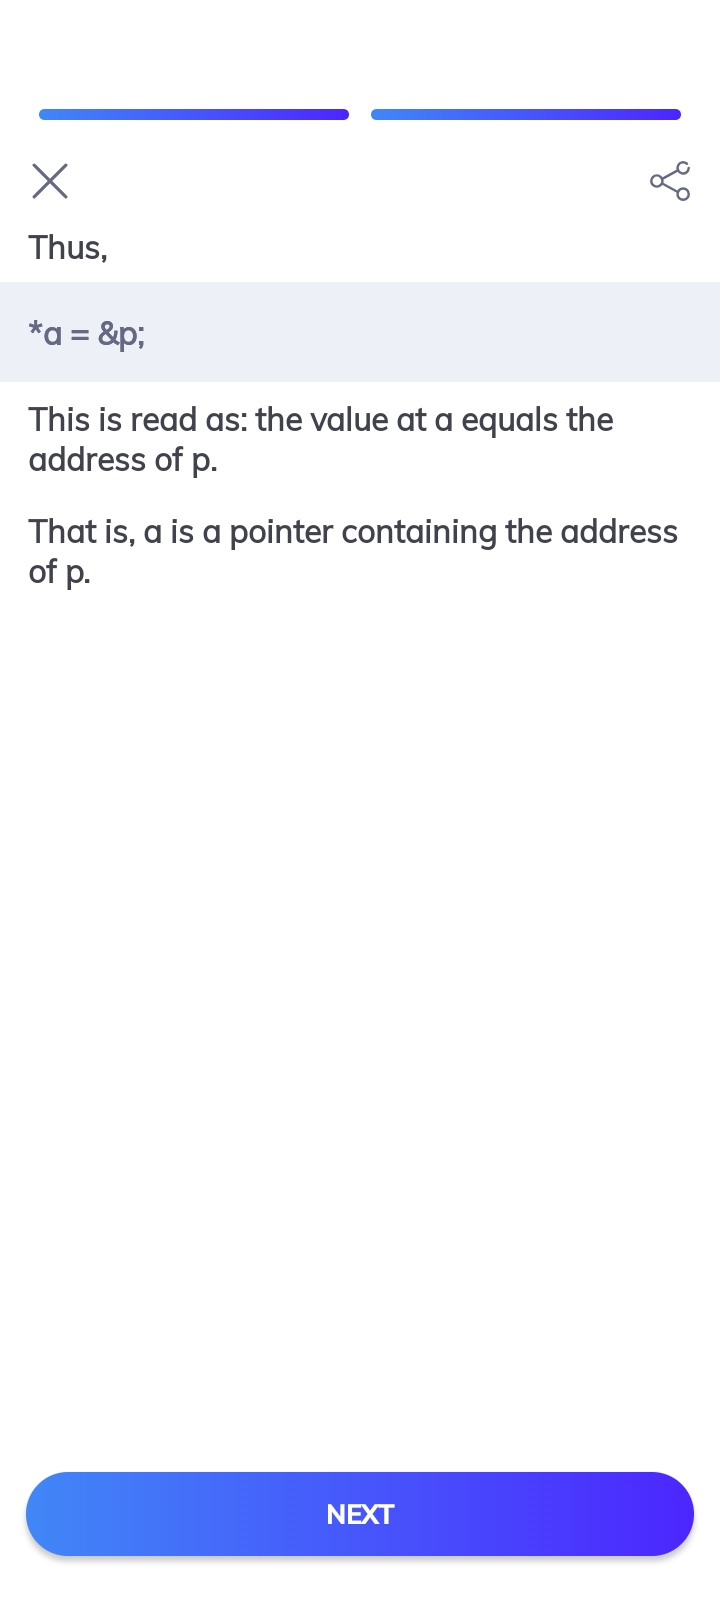 Thus,
*a = &p;
This is read as: the value at a equals the
address of p.
That is, a is a pointer containing the address
of p.
NEXT